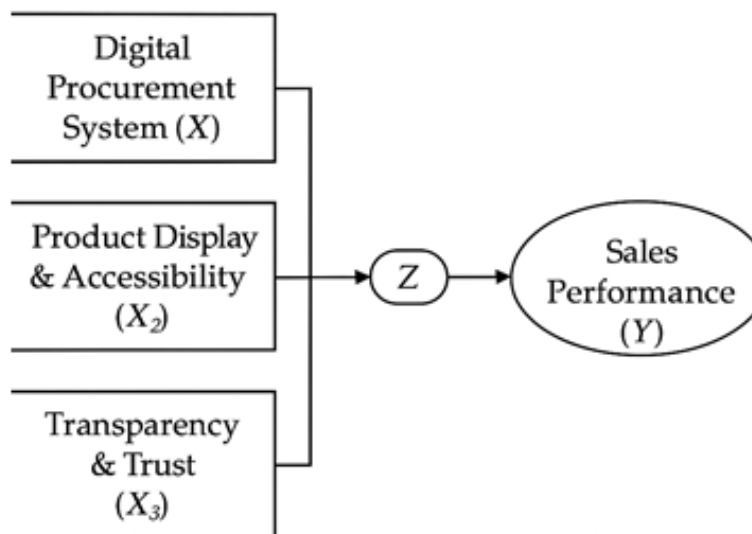 Digital
Procurement
System (X)
Product Display
& Accessibility
(X₂)
Transparency
& Trust
(X₃)
Z
Sales
Performance
(Y)